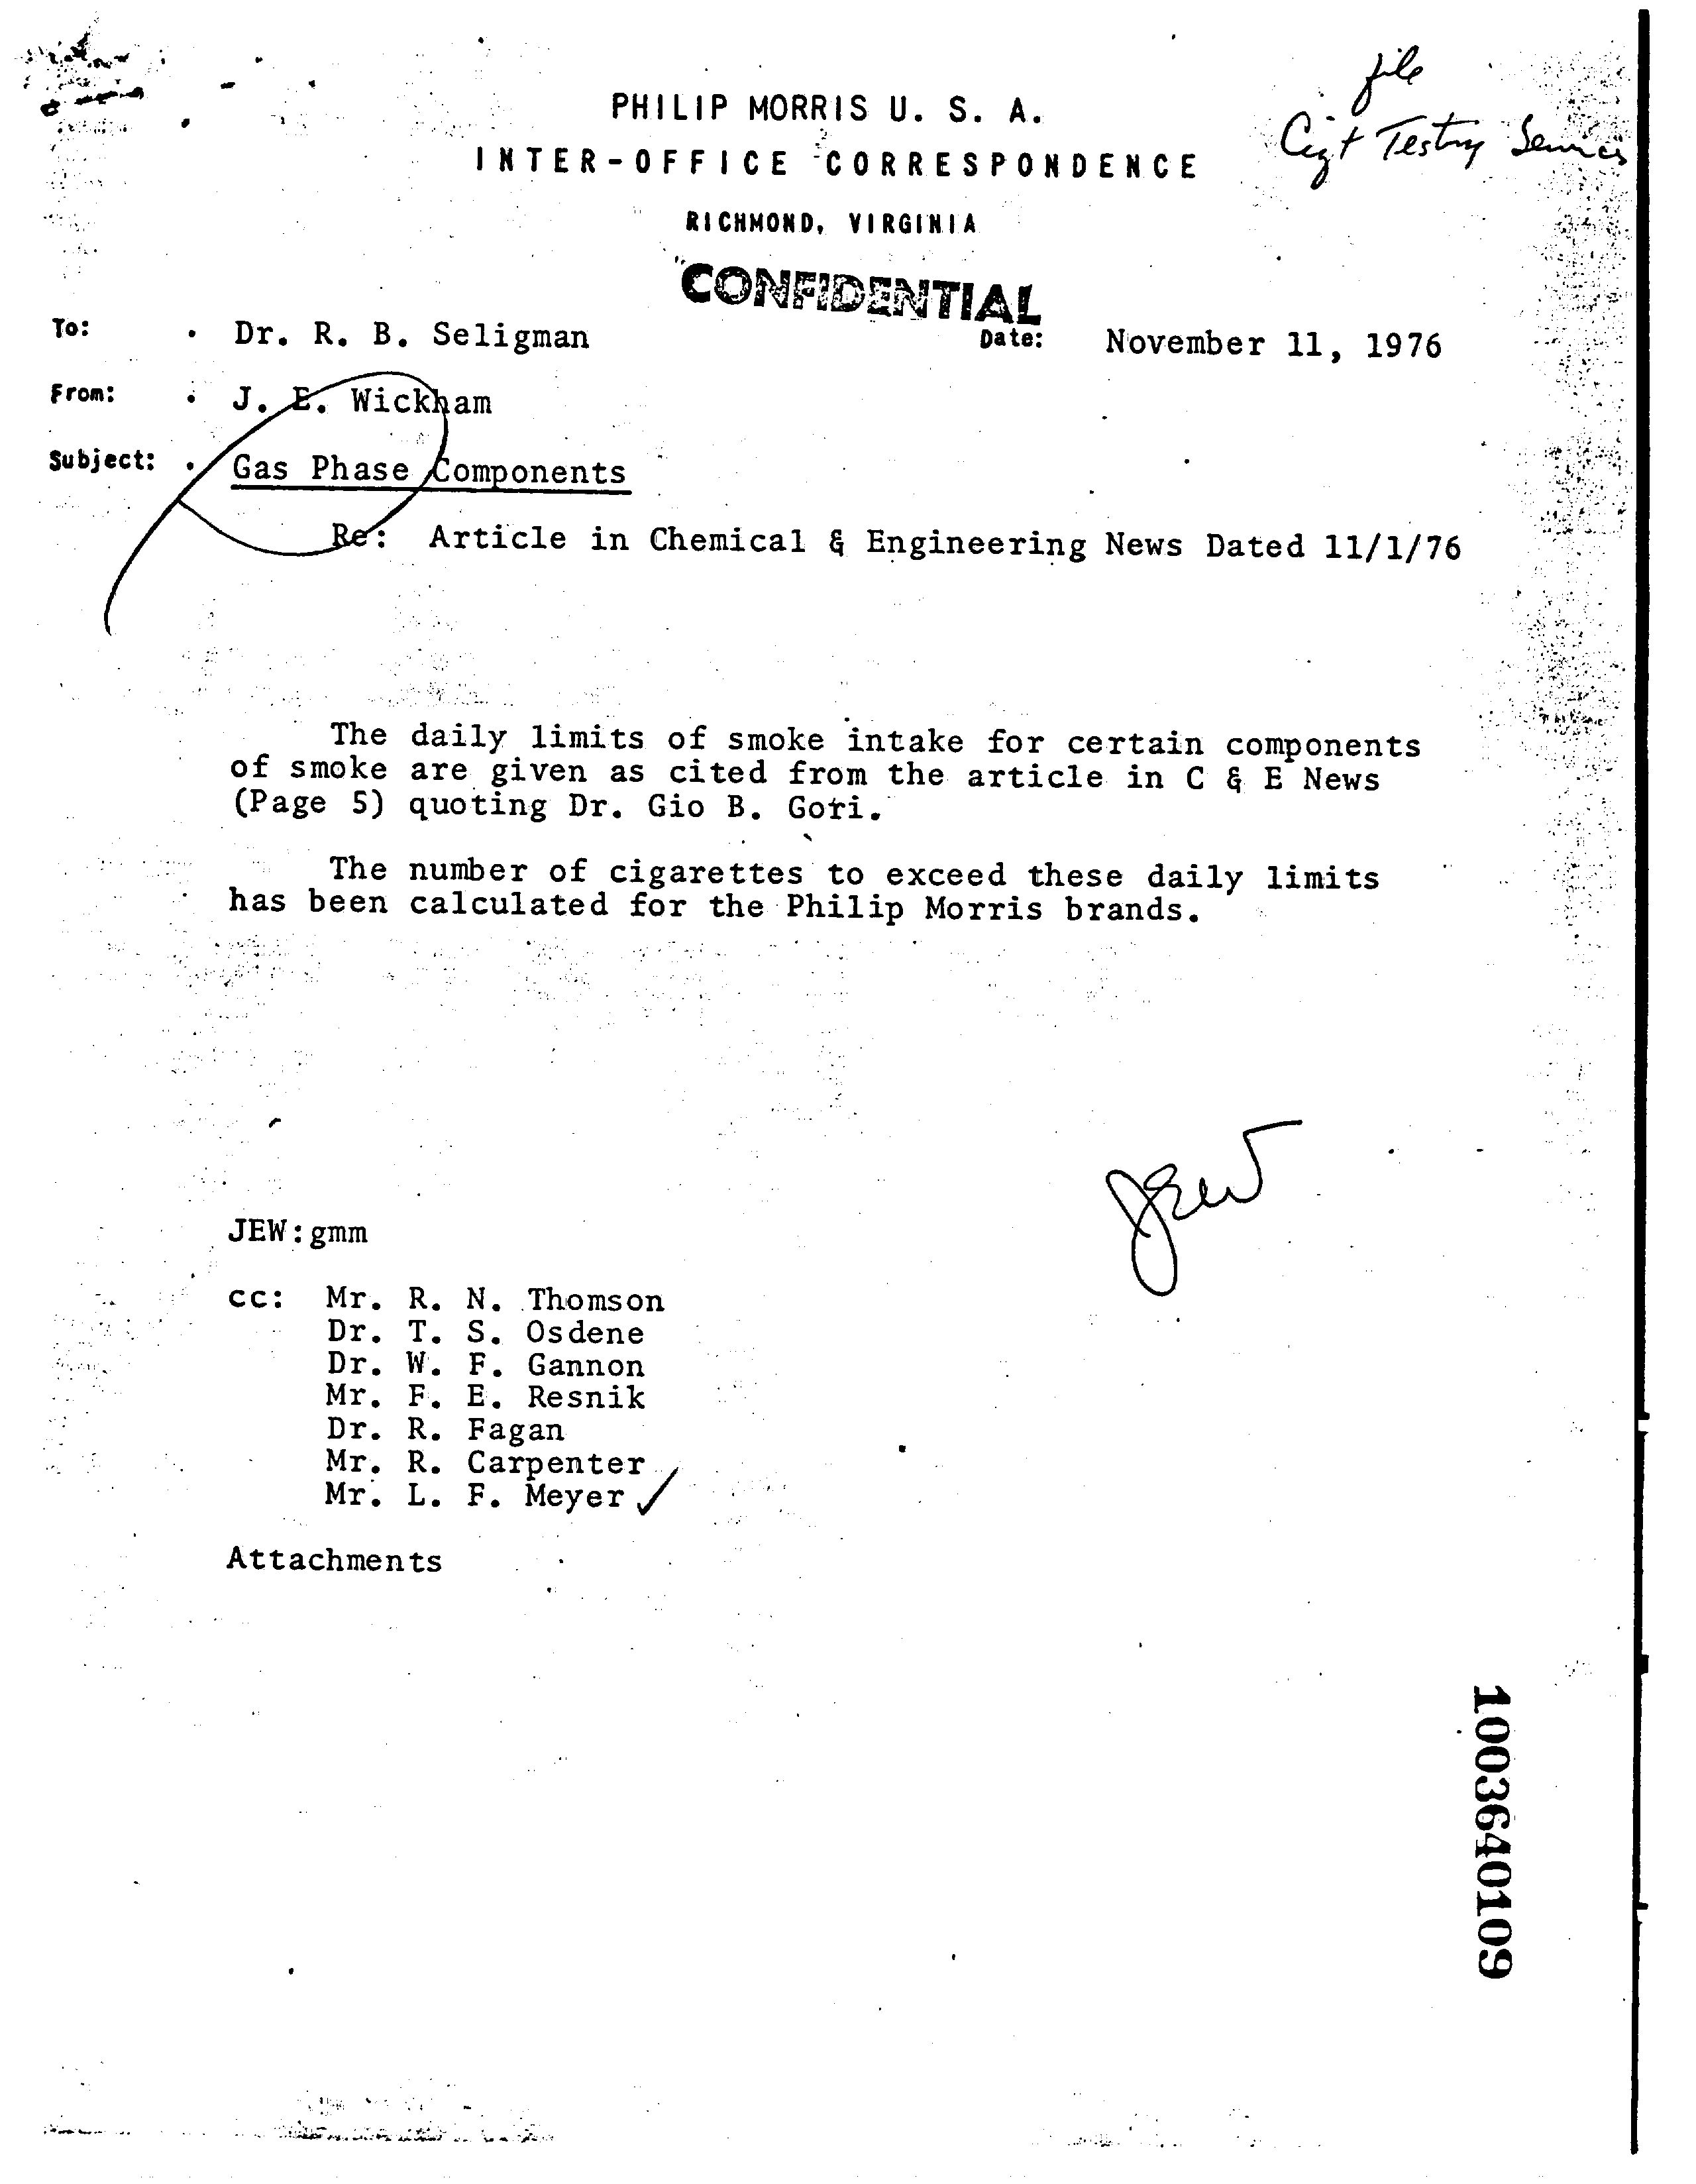 file
Cigt Testing Services
PHILIP MORRIS U. S. A.
INTER-OFFICE CORRESPONDENCE
RICHMOND, VIRGINIA
CONFIDENTIAL
To: . Dr. R. B. Seligman Date: November 11, 1976
From: . J. E. Wickham
Subject: . Gas Phase Components
Re: Article in Chemical & Engineering News Dated 11/1/76
The daily limits of smoke intake for certain components
of smoke are given as cited from the article in C & E News
(Page 5) quoting Dr. Gio B. Gori.
The number of cigarettes to exceed these daily limits
has been calculated for the Philip Morris brands.
JEW
JEW:gmm
cc: Mr. R. N. Thomson
Dr. T. S. Osdene
Dr. W. F. Gannon
Mr. F. E. Resnik
Dr. R. Fagan
Mr. R. Carpenter
Mr. L. F. Meyer ✓
Attachments
1003640109